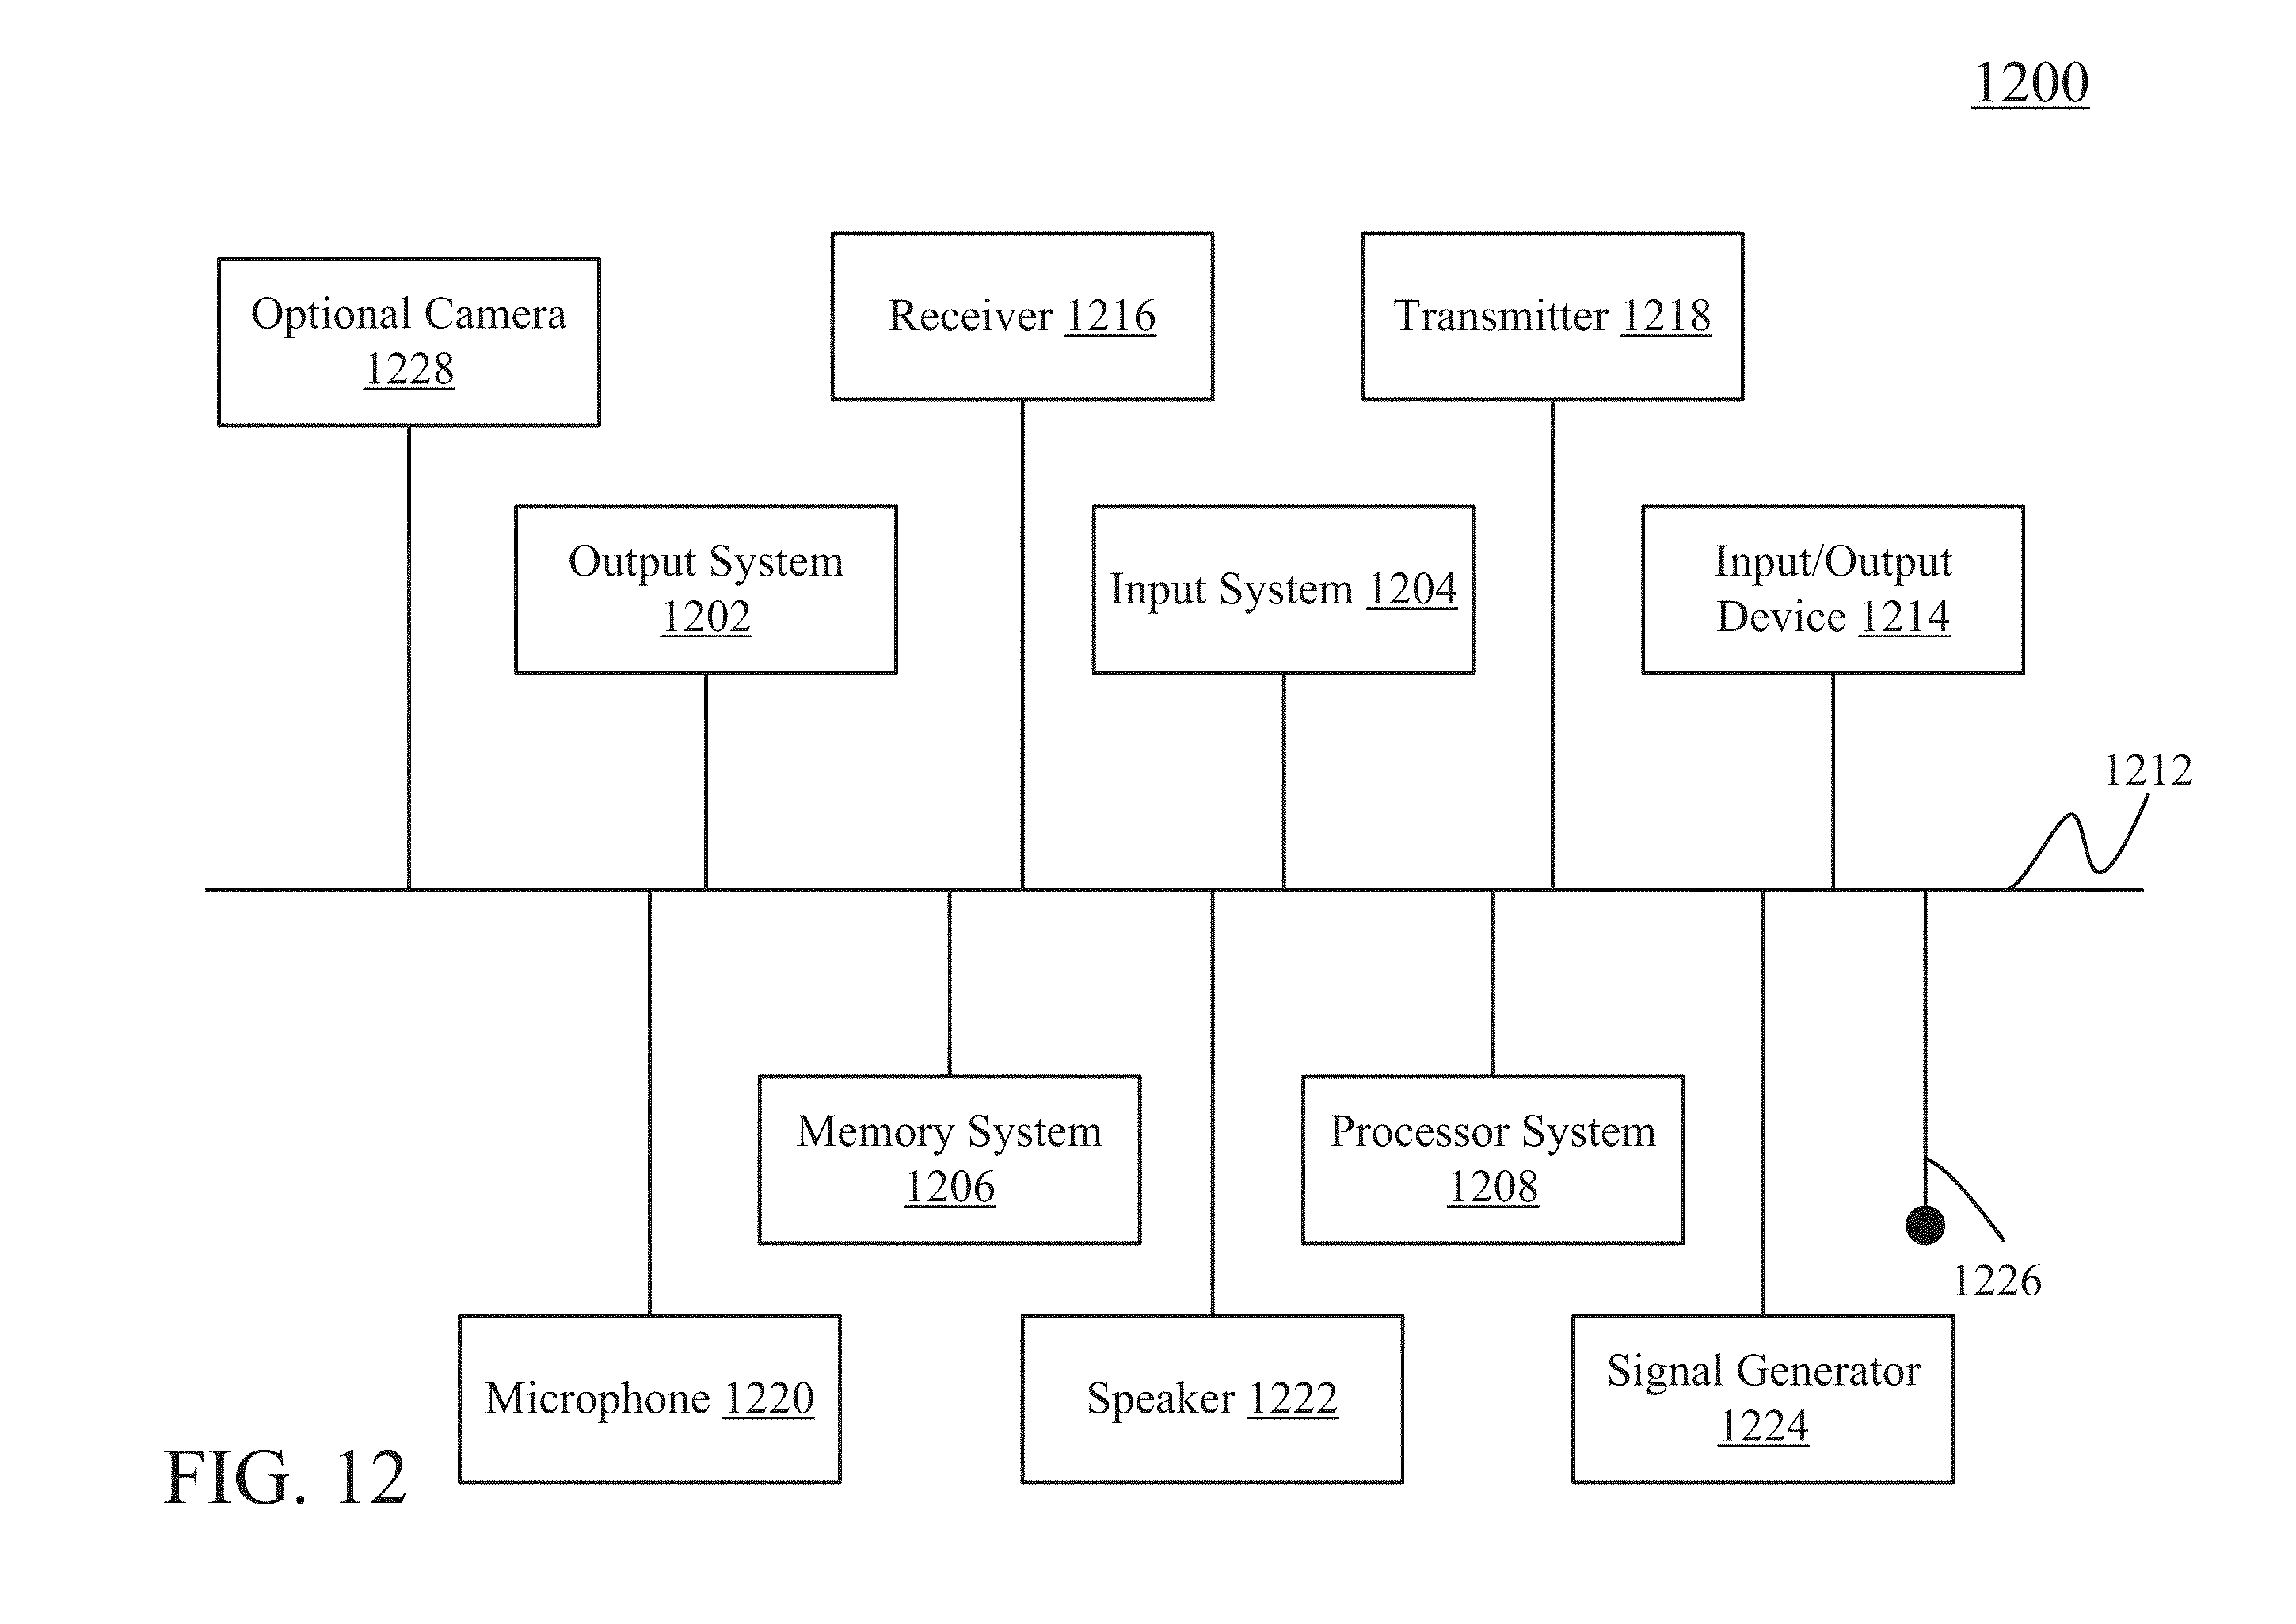 1200
Optional Camera
1228
Receiver 1216
Transmitter 1218
Output System
1202
Input System 1204
Input/Output
Device 1214
1212
Memory System
1206
Processor System
1208
1226
Microphone 1220
Speaker 1222
Signal Generator
1224
FIG. 12